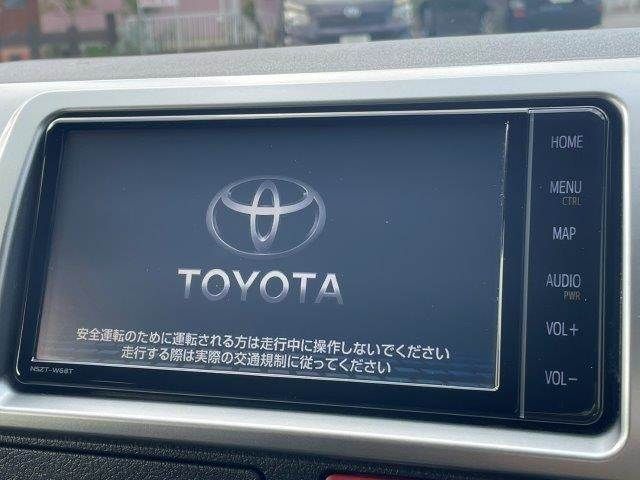 TOYOTA
安全運転のために運転される方は走行中に操作しないでください
走行する際は実際の交通規制に従ってください
NSZT-W68T
HOME
MENU
CTRL
MAP
AUDIO
PWR
VOL+
VOL-